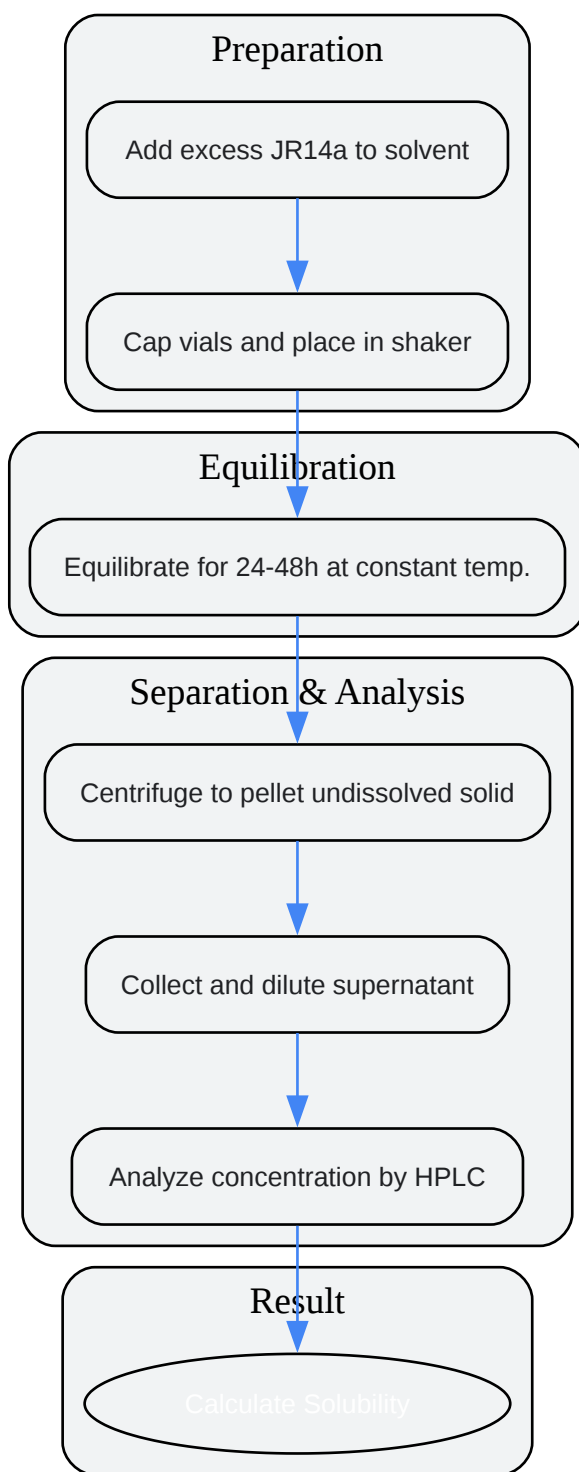 Preparation
Add excess JR14a to solvent
Cap vials and place in shaker
Equilibration
Equilibrate for 24-48h at constant temp.
Separation & Analysis
Centrifuge to pellet undissolved solid
Collect and dilute supernatant
Analyze concentration by HPLC
Result
Calculate Solubility